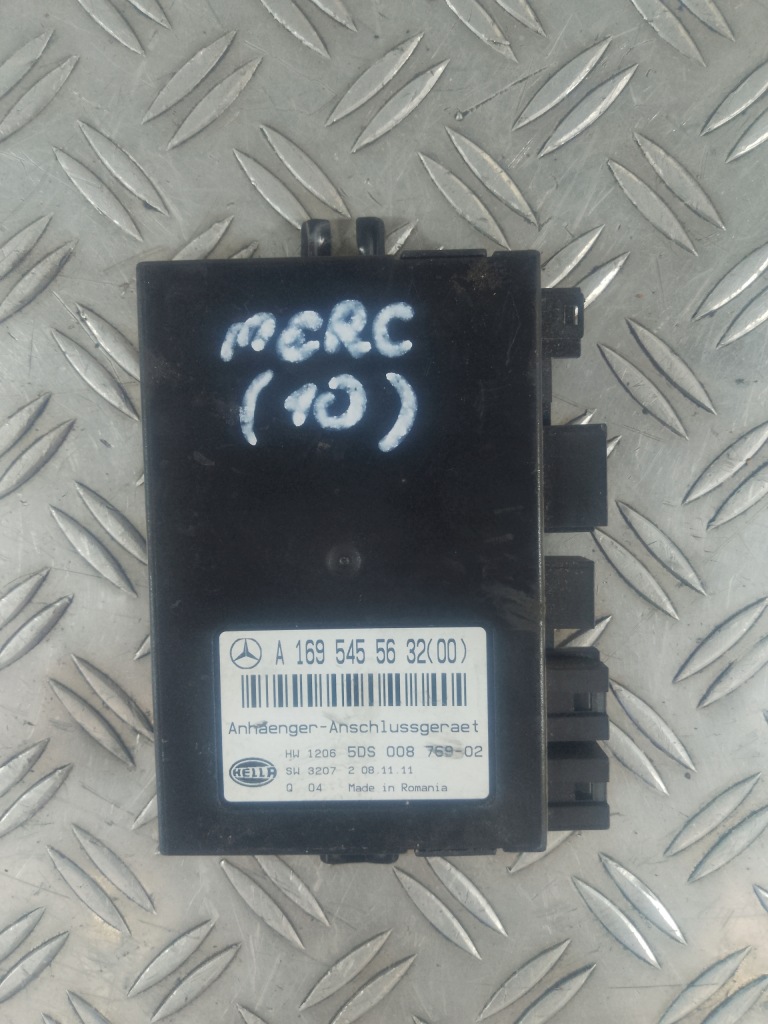 MERC
(10)
A 169 545 56 32(00)
Anhaenger-Anschlussgeraet
HW 1206 5DS 008 769-02
HELLA
SW 3207 2 08.11.11
Q 04 Made in Romania